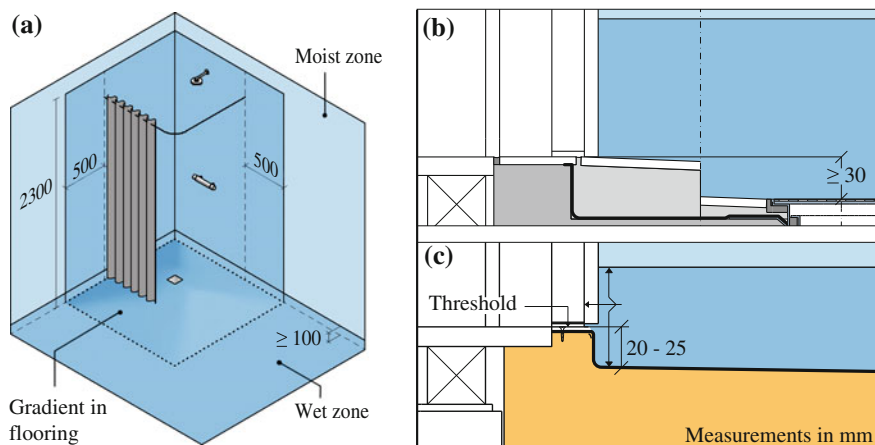 (a)
Moist zone
500
500
2300
≥ 100
Gradient in
flooring
Wet zone
(b)
≥ 30
(c)
Threshold
20 - 25
Measurements in mm